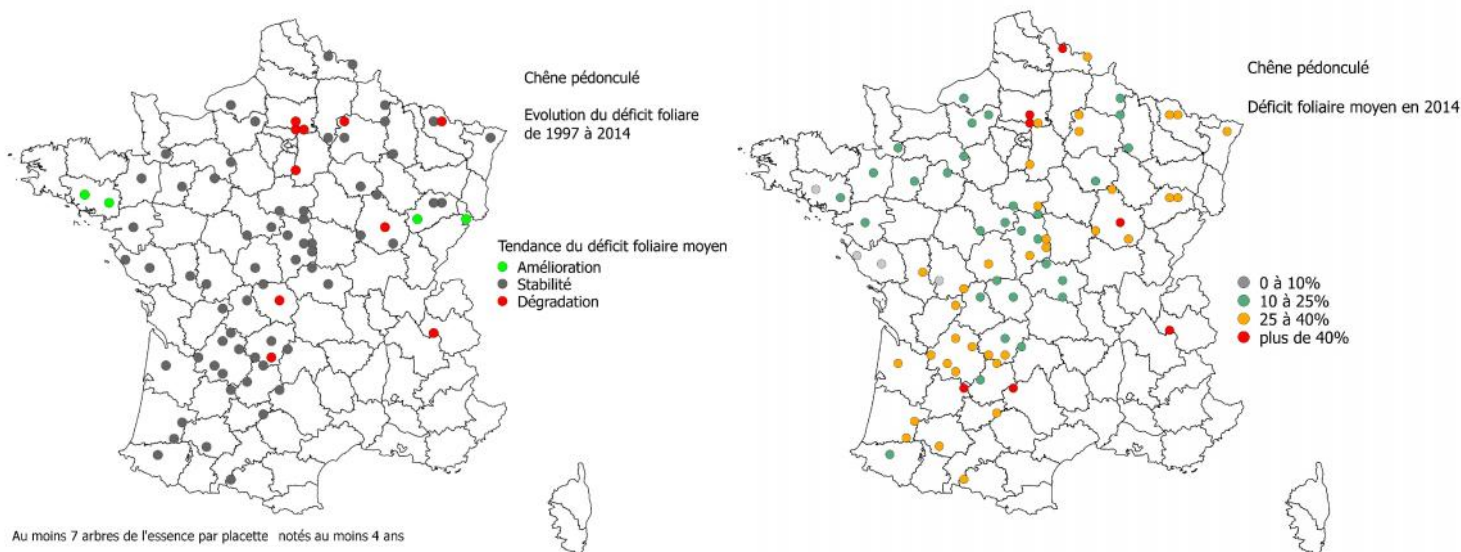 Chêne pédonculé
Evolution du déficit foliare
de 1997 à 2014
Tendance du déficit foliaire moyen
Amélioration
Stabilité
Dégradation
Au moins 7 arbres de l'essence par placette notés au moins 4 ans
Chêne pédonculé
Déficit foliaire moyen en 2014
0 à 10%
10 à 25%
25 à 40%
plus de 40%